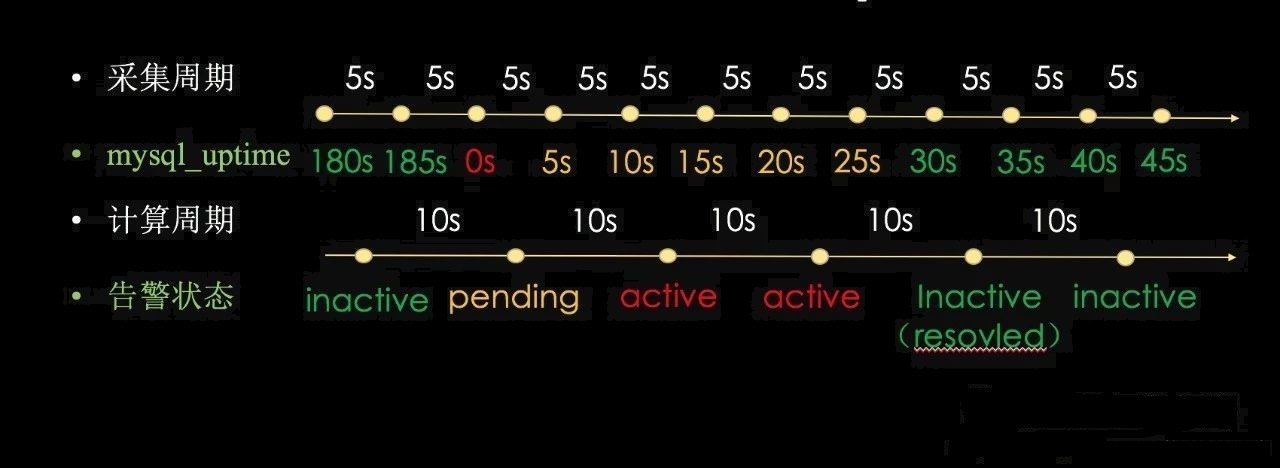 采集周期 5s 5s 5s 5s 5s 5s 5s 5s 5s 5s 5s
mysql_uptime 180s 185s 0s 5s 10s 15s 20s 25s 30s 35s 40s 45s
计算周期 10s 10s 10s 10s 10s
告警状态 inactive pending active active Inactive inactive
（resovled）